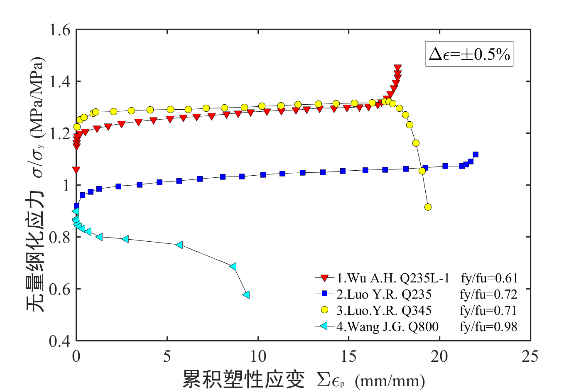 1.6
1.4
1.2
1
0.8
0.6
0.4
无量纲化应力 σ/σy (MPa/MPa)
Δϵ=±0.5%
1.Wu A.H. Q235L-1 fy/fu=0.61
2.Luo Y.R. Q235 fy/fu=0.72
3.Luo.Y.R. Q345 fy/fu=0.71
4.Wang J.G. Q800 fy/fu=0.98
0 5 10 15 20 25
累积塑性应变 Σϵp (mm/mm)